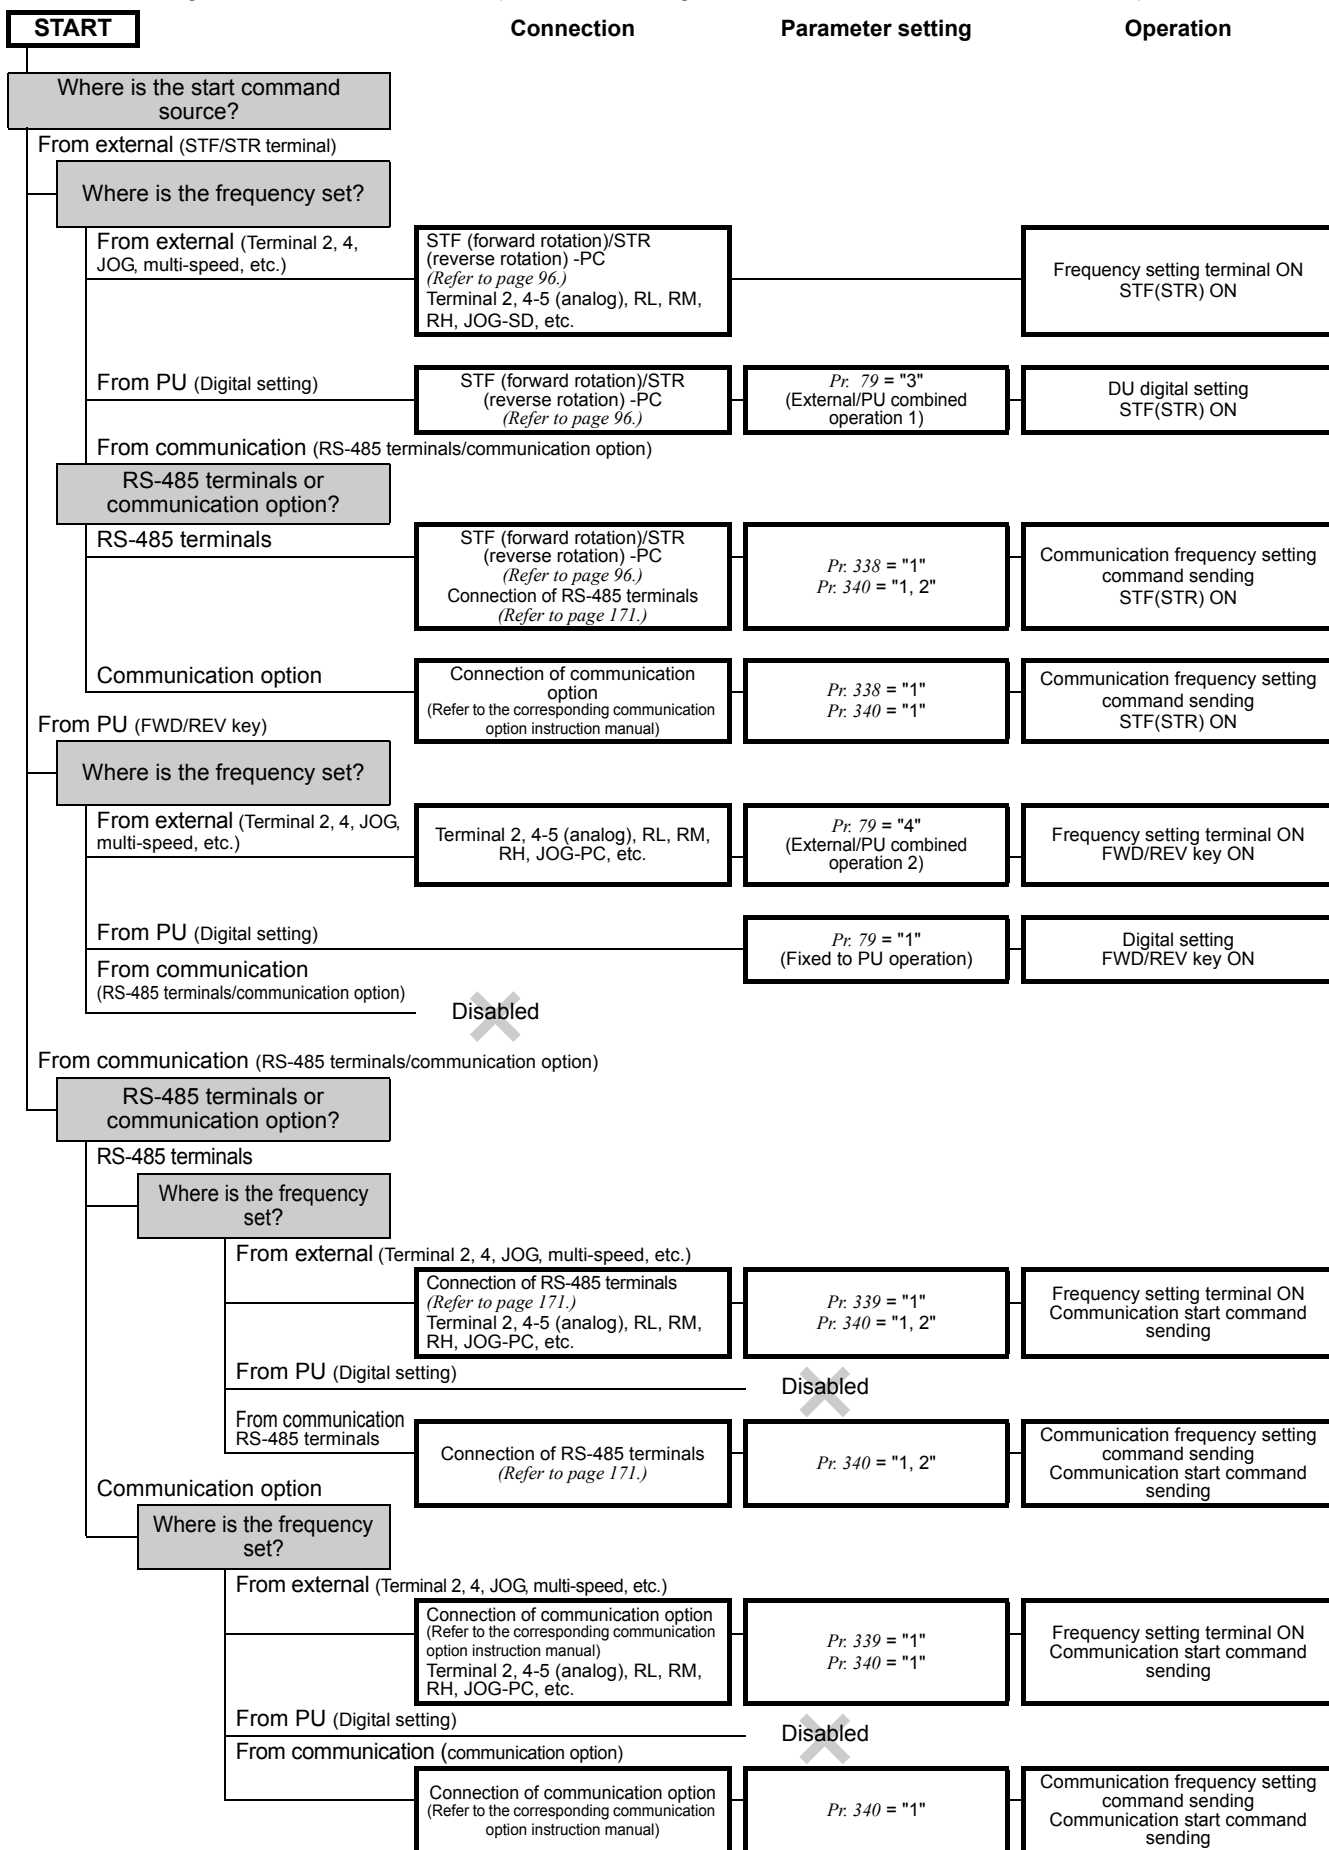 START
Connection
Parameter setting
Operation
Where is the start command
source?
From external (STF/STR terminal)
Where is the frequency set?
From external (Terminal 2, 4,
JOG, multi-speed, etc.)
STF (forward rotation)/STR
(reverse rotation) -PC
(Refer to page 96.)
Terminal 2, 4-5 (analog), RL, RM,
RH, JOG-SD, etc.
Frequency setting terminal ON
STF(STR) ON
From PU (Digital setting)
STF (forward rotation)/STR
(reverse rotation) -PC
(Refer to page 96.)
Pr. 79 = "3"
(External/PU combined
operation 1)
DU digital setting
STF(STR) ON
From communication (RS-485 terminals/communication option)
RS-485 terminals or
communication option?
RS-485 terminals
STF (forward rotation)/STR
(reverse rotation) -PC
(Refer to page 96.)
Connection of RS-485 terminals
(Refer to page 171.)
Pr. 338 = "1"
Pr. 340 = "1, 2"
Communication frequency setting
command sending
STF(STR) ON
Communication option
Connection of communication
option
(Refer to the corresponding communication
option instruction manual)
Pr. 338 = "1"
Pr. 340 = "1"
Communication frequency setting
command sending
STF(STR) ON
From PU (FWD/REV key)
Where is the frequency set?
From external (Terminal 2, 4, JOG,
multi-speed, etc.)
Terminal 2, 4-5 (analog), RL, RM,
RH, JOG-PC, etc.
Pr. 79 = "4"
(External/PU combined
operation 2)
Frequency setting terminal ON
FWD/REV key ON
From PU (Digital setting)
Pr. 79 = "1"
(Fixed to PU operation)
Digital setting
FWD/REV key ON
From communication
(RS-485 terminals/communication option)
Disabled
From communication (RS-485 terminals/communication option)
RS-485 terminals or
communication option?
RS-485 terminals
Where is the frequency
set?
From external (Terminal 2, 4, JOG, multi-speed, etc.)
Connection of RS-485 terminals
(Refer to page 171.)
Terminal 2, 4-5 (analog), RL, RM,
RH, JOG-PC, etc.
Pr. 339 = "1"
Pr. 340 = "1, 2"
Frequency setting terminal ON
Communication start command
sending
From PU (Digital setting)
Disabled
From communication
RS-485 terminals
Connection of RS-485 terminals
(Refer to page 171.)
Pr. 340 = "1, 2"
Communication frequency setting
command sending
Communication start command
sending
Communication option
Where is the frequency
set?
From external (Terminal 2, 4, JOG, multi-speed, etc.)
Connection of communication option
(Refer to the corresponding communication
option instruction manual)
Terminal 2, 4-5 (analog), RL, RM,
RH, JOG-PC, etc.
Pr. 339 = "1"
Pr. 340 = "1"
Frequency setting terminal ON
Communication start command
sending
From PU (Digital setting)
Disabled
From communication (communication option)
Connection of communication option
(Refer to the corresponding communication
option instruction manual)
Pr. 340 = "1"
Communication frequency setting
command sending
Communication start command
sending